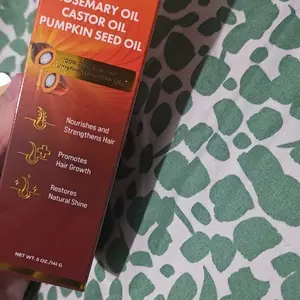 ROSEMARY OIL
CASTOR OIL
PUMPKIN SEED OIL
Nourishes and
Strengthens Hair
Promotes
Hair Growth
Restores
Natural Shine
NET WT. 5 OZ./141 G